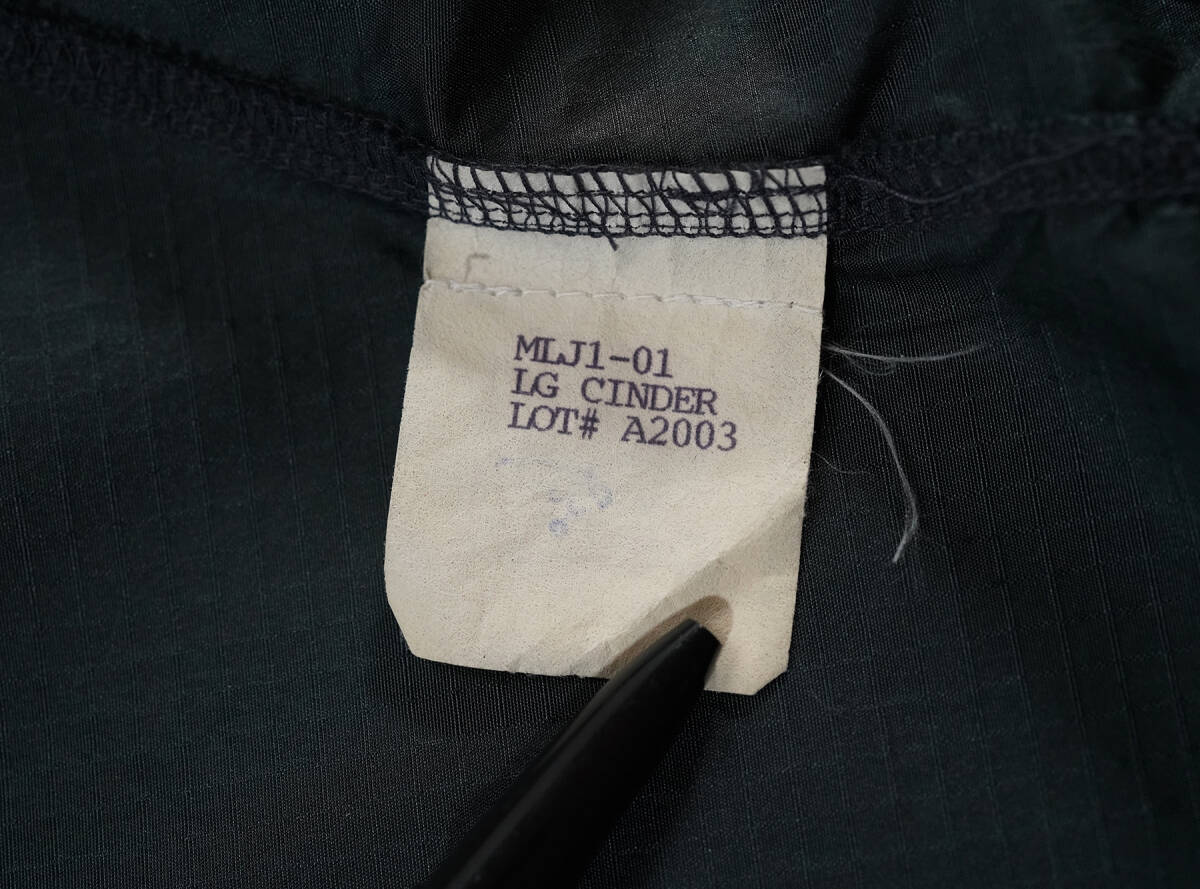 MLJ1-01
LG CINDER
LOT# A2003